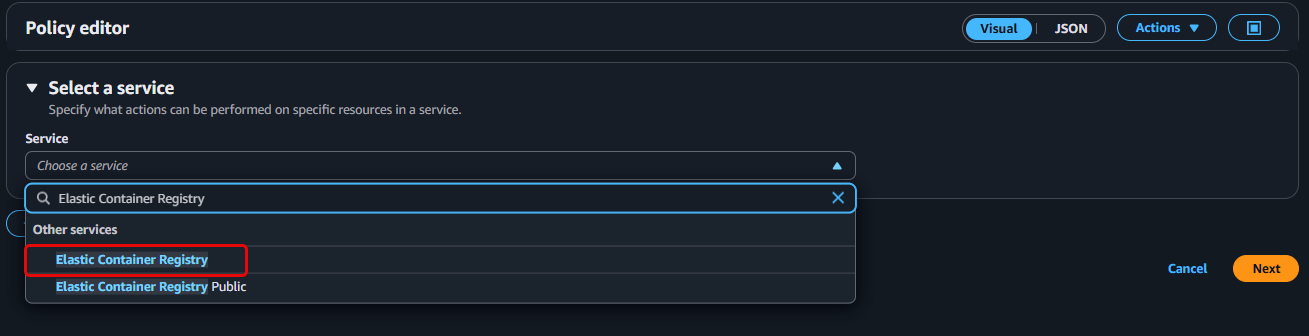 Policy editor
Visual
JSON
Actions
Select a service
Specify what actions can be performed on specific resources in a service.
Service
Choose a service
Elastic Container Registry
Other services
Elastic Container Registry
Elastic Container Registry Public
Cancel
Next